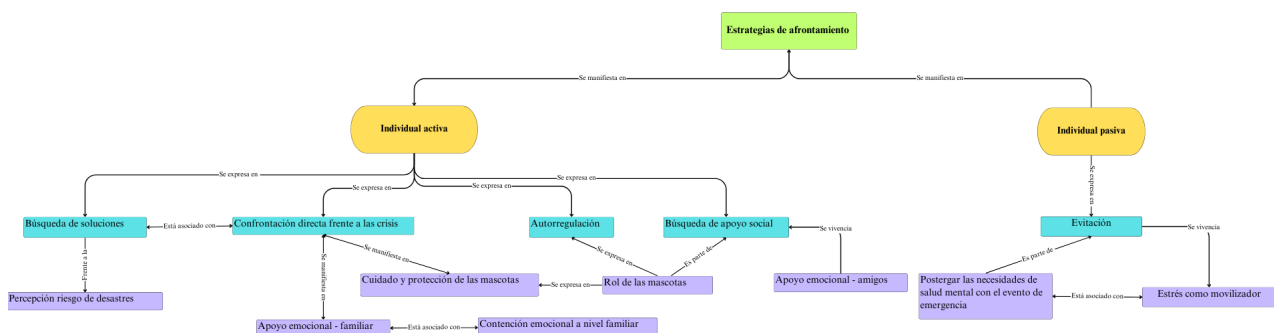 Estrategias de afrontamiento
Se manifiesta en
Se manifiesta en
Individual activa
Individual pasiva
Se expresa en
Se expresa en
Se expresa en
Se expresa en
Se expresa en
Búsqueda de soluciones
Está asociado con
Confrontación directa frente a las crisis
Autorregulación
Búsqueda de apoyo social
Evitación
Se vivencia
Se vivencia
Frente a la
Se manifiesta en
Se manifiesta en
Se expresa en
Es parte de
Es parte de
Percepción riesgo de desastres
Cuidado y protección de las mascotas
Se expresa en
Rol de las mascotas
Apoyo emocional - amigos
Postergar las necesidades de
salud mental con el evento de
emergencia
Está asociado con
Estrés como movilizador
Apoyo emocional - familiar
Está asociado con
Contención emocional a nivel familiar